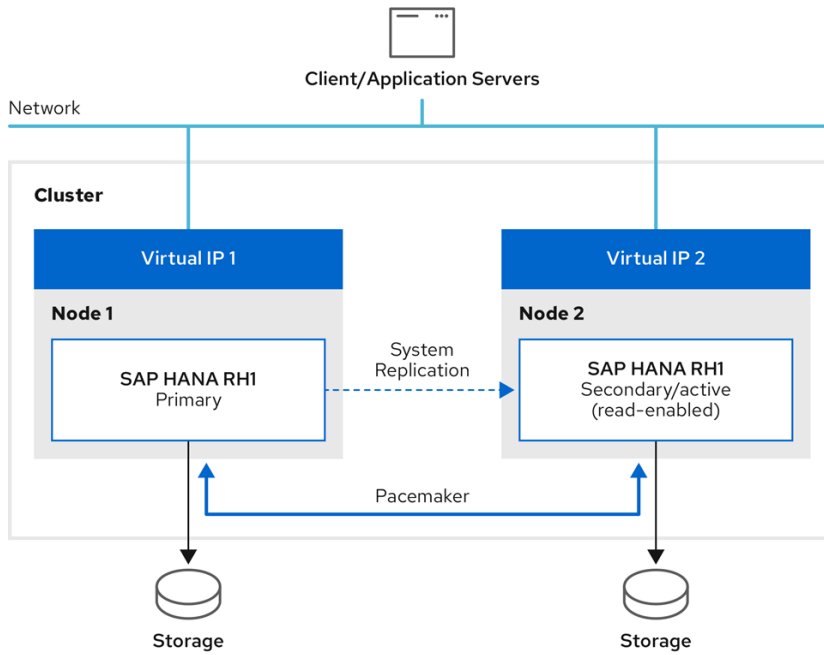 Client/Application Servers
Network
Cluster
Virtual IP 1
Virtual IP 2
Node 1
Node 2
SAP HANA RH1
Primary
System
Replication
SAP HANA RH1
Secondary/active
(read-enabled)
Pacemaker
Storage
Storage